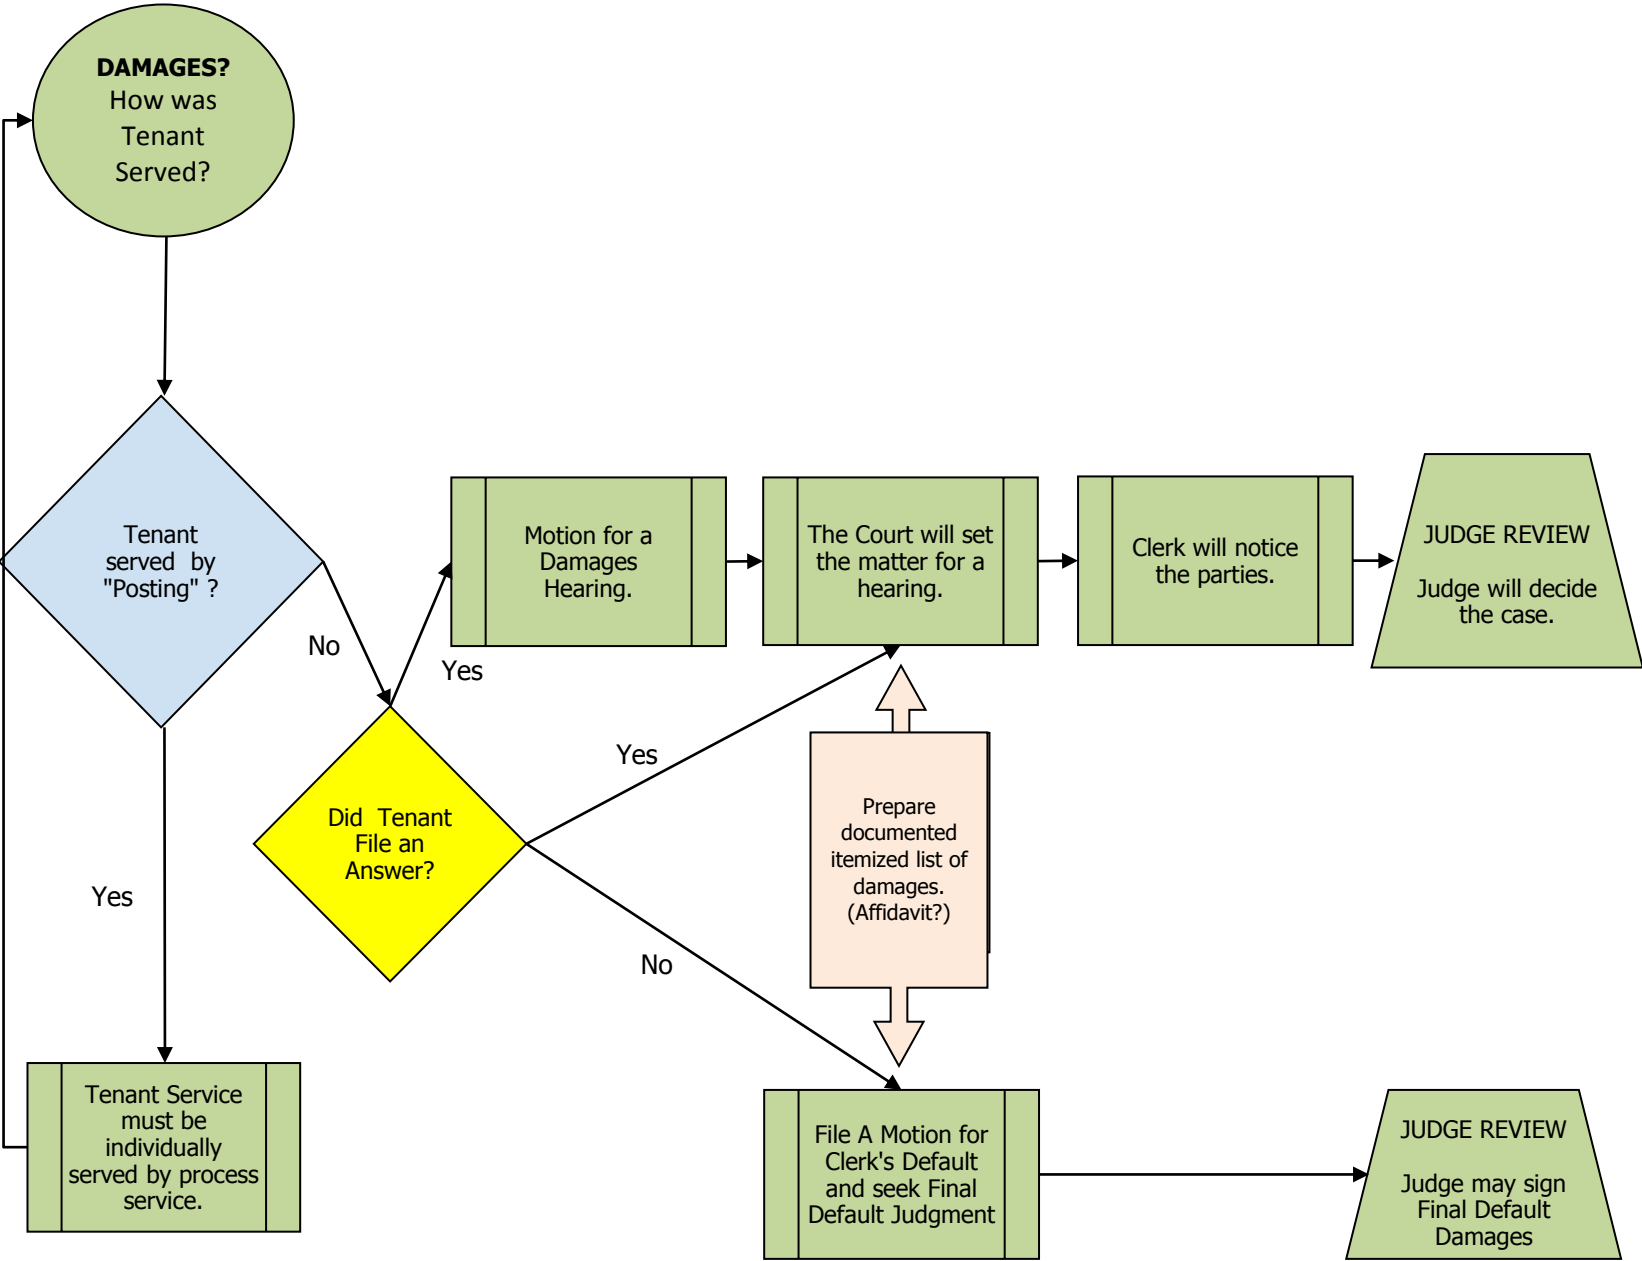 DAMAGES?
How was
Tenant
Served?
Tenant
served by
"Posting" ?
No
Yes
Tenant Service
must be
individually
served by process
service.
Did Tenant
File an
Answer?
Yes
Motion for a
Damages
Hearing.
Yes
The Court will set
the matter for a
hearing.
Clerk will notice
the parties.
JUDGE REVIEW
Judge will decide
the case.
Prepare
documented
itemized list of
damages.
(Affidavit?)
No
File A Motion for
Clerk's Default
and seek Final
Default Judgment
JUDGE REVIEW
Judge may sign
Final Default
Damages